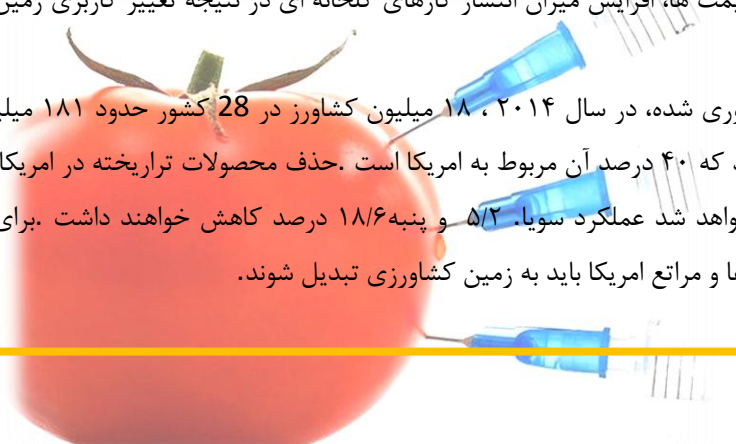 یمت ها، افزایش میزان انتشار گازهای گلخانه ای در نتیجه تغییر کاربری زمین
وری شده، در سال ۲۰۱۴ ، ۱۸ میلیون کشاورز در 28 کشور حدود ۱۸۱ میلی
که ۴۰ درصد آن مربوط به امریکا است .حذف محصولات تراریخته در امریکا
واهد شد عملکرد سویا. ۵/۲ و پنبه۱۸/۶ درصد کاهش خواهند داشت .برای
ها و مراتع امریکا باید به زمین کشاورزی تبدیل شوند.